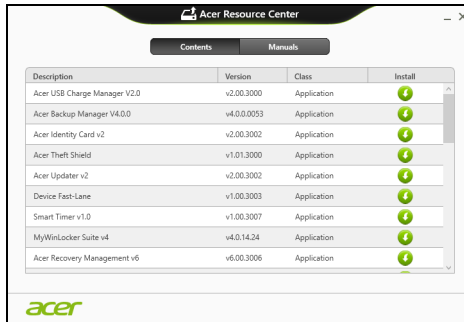 Acer Resource Center
Contents Manuals
Description Version Class Install
Acer USB Charge Manager V2.0 v2.00.3000 Application
Acer Backup Manager V4.0.0 v4.0.0.0053 Application
Acer Identity Card v2 v2.00.3002 Application
Acer Theft Shield v1.01.3000 Application
Acer Updater v2 v2.00.3002 Application
Device Fast-Lane v1.00.3003 Application
Smart Timer v1.0 v1.00.3007 Application
MyWinLocker Suite v4 v4.0.14.24 Application
Acer Recovery Management v6 v6.00.3006 Application
acer